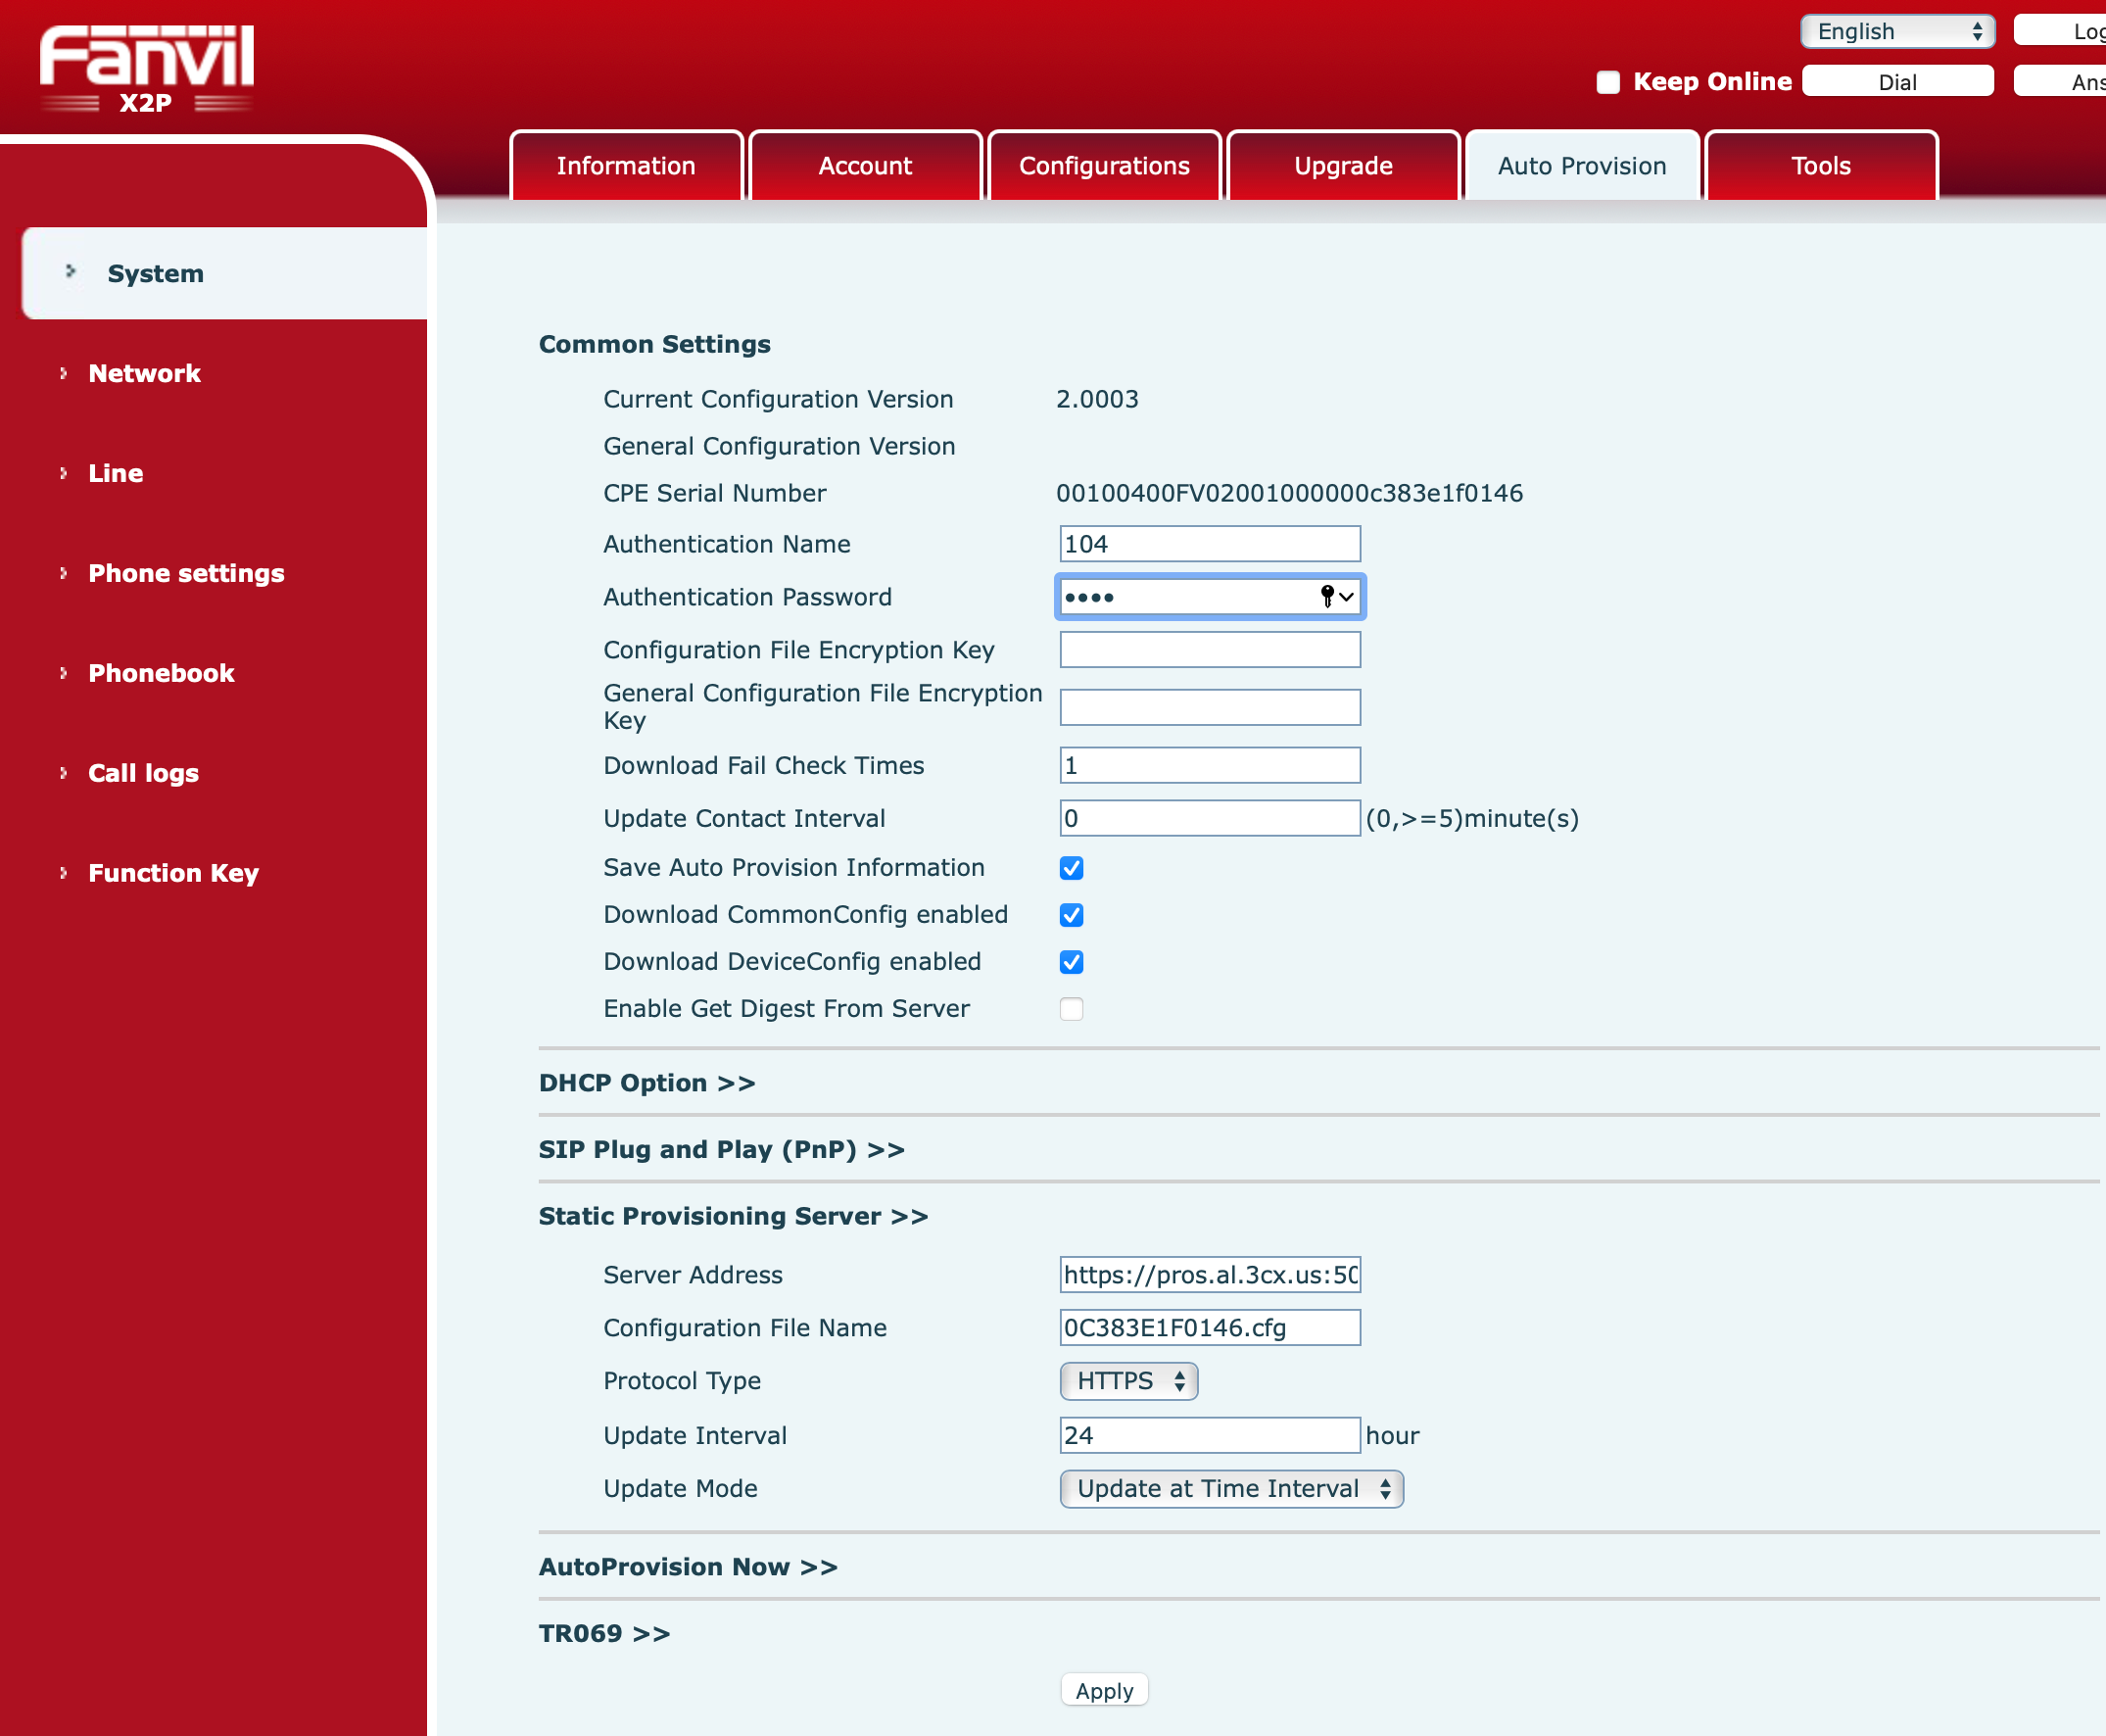 Fanvil
X2P
English
Log
Keep Online
Dial
Ans
Information
Account
Configurations
Upgrade
Auto Provision
Tools
System
Network
Line
Phone settings
Phonebook
Call logs
Function Key
Common Settings
Current Configuration Version 2.0003
General Configuration Version
CPE Serial Number 00100400FV02001000000c383e1f0146
Authentication Name 104
Authentication Password ••••
Configuration File Encryption Key
General Configuration File Encryption
Key
Download Fail Check Times 1
Update Contact Interval 0 (0,>=5)minute(s)
Save Auto Provision Information
Download CommonConfig enabled
Download DeviceConfig enabled
Enable Get Digest From Server
DHCP Option >>
SIP Plug and Play (PnP) >>
Static Provisioning Server >>
Server Address https://pros.al.3cx.us:50
Configuration File Name 0C383E1F0146.cfg
Protocol Type HTTPS
Update Interval 24 hour
Update Mode Update at Time Interval
AutoProvision Now >>
TR069 >>
Apply